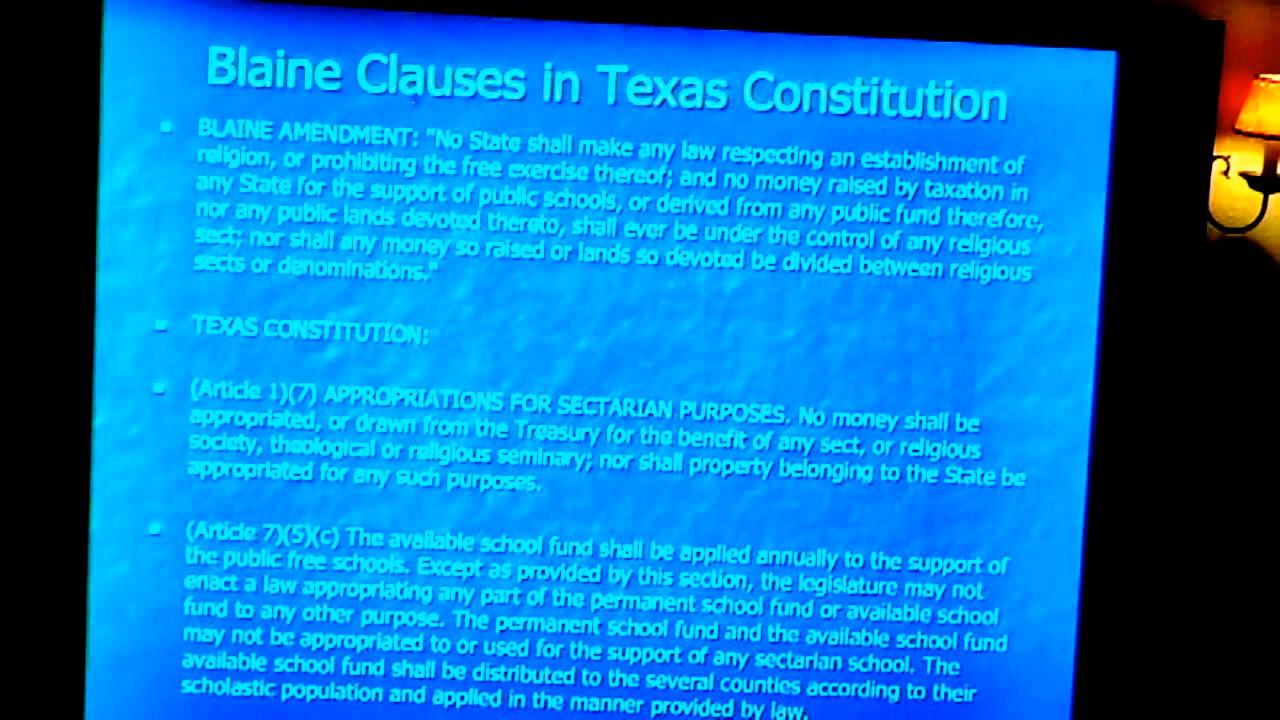 Blaine Clauses in Texas Constitution
BLAINE AMENDMENT: "No State shall make any law respecting an establishment of
religion, or prohibiting the free exercise thereof; and no money raised by taxation in
any State for the support of public schools, or derived from any public fund therefore,
nor any public lands devoted thereto, shall ever be under the control of any religious
sect; nor shall any money so raised or lands so devoted be divided between religious
sects or denominations."
TEXAS CONSTITUTION:
(Article 1)(7) APPROPRIATIONS FOR SECTARIAN PURPOSES. No money shall be
appropriated, or drawn from the Treasury for the benefit of any sect, or religious
society, theological or religious seminary; nor shall property belonging to the State be
appropriated for any such purposes.
(Article 7)(5)(c) The available school fund shall be applied annually to the support of
the public free schools. Except as provided by this section, the legislature may not
enact a law appropriating any part of the permanent school fund or available school
fund to any other purpose. The permanent school fund and the available school fund
may not be appropriated to or used for the support of any sectarian school. The
available school fund shall be distributed to the several counties according to their
scholastic population and applied in the manner provided by law.